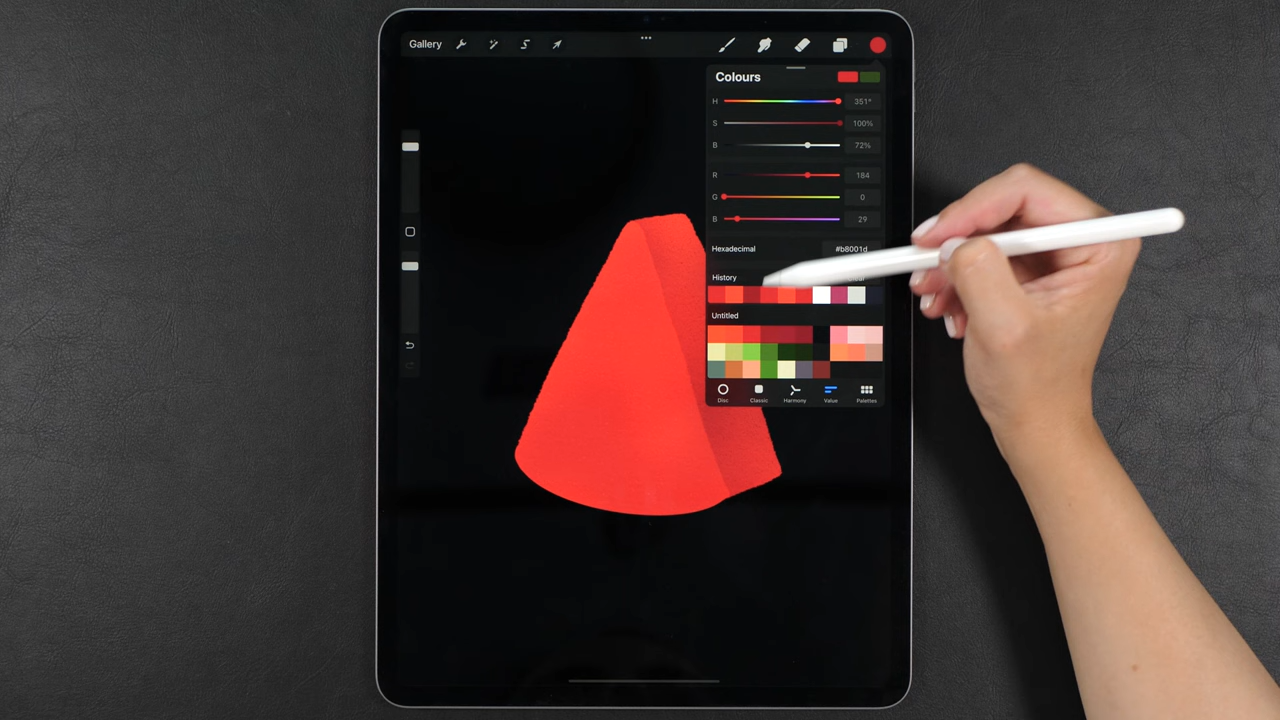 Gallery
Colours
H 351°
S 100%
B 72%
R 184
G 0
B 29
Hexadecimal #b8001d
History
Untitled
Disc Classic Harmony Value Palettes